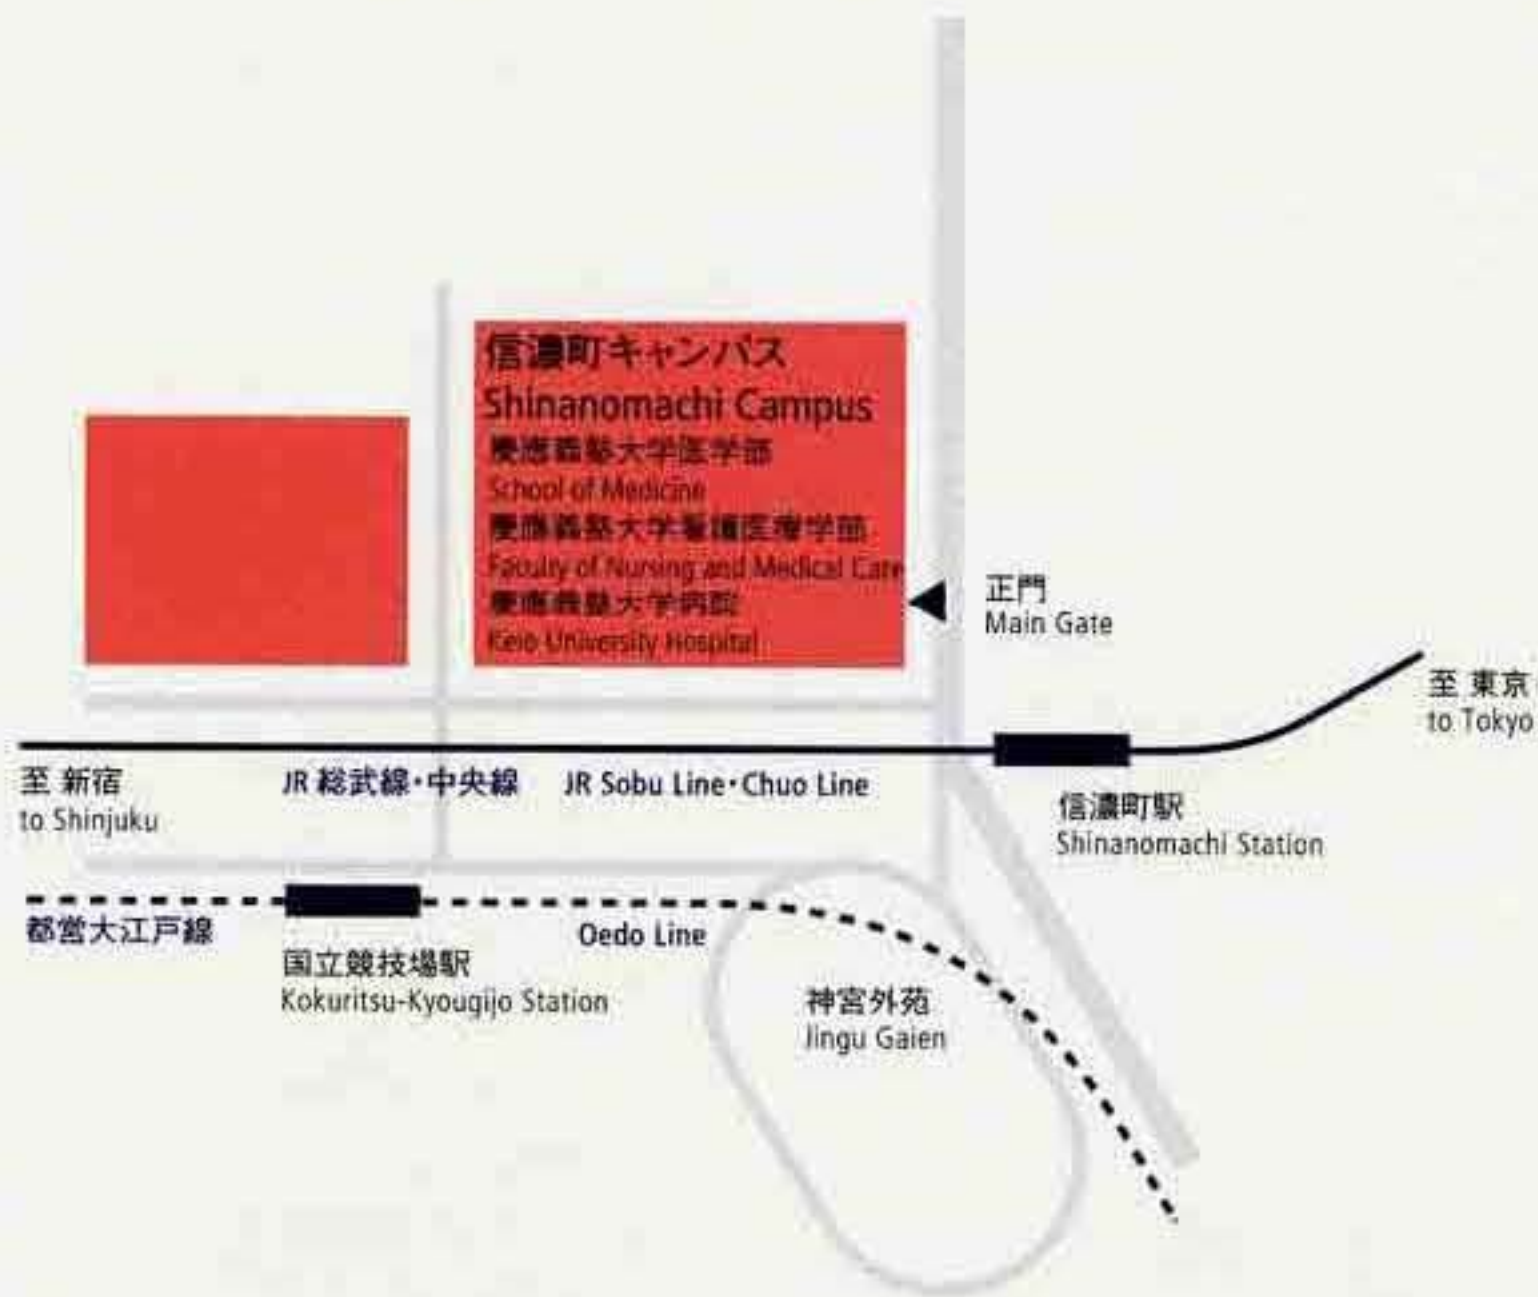 信濃町キャンパス
Shinanomachi Campus
慶應義塾大学医学部
School of Medicine
慶應義塾大学看護医療学部
Faculty of Nursing and Medical Care
慶應義塾大学病院
Keio University Hospital
正門
Main Gate
至 東京
to Tokyo
至 新宿
to Shinjuku
JR 総武線・中央線
JR Sobu Line・Chuo Line
信濃町駅
Shinanomachi Station
都営大江戸線
Oedo Line
国立競技場駅
Kokuritsu-Kyougijo Station
神宮外苑
Jingu Gaien